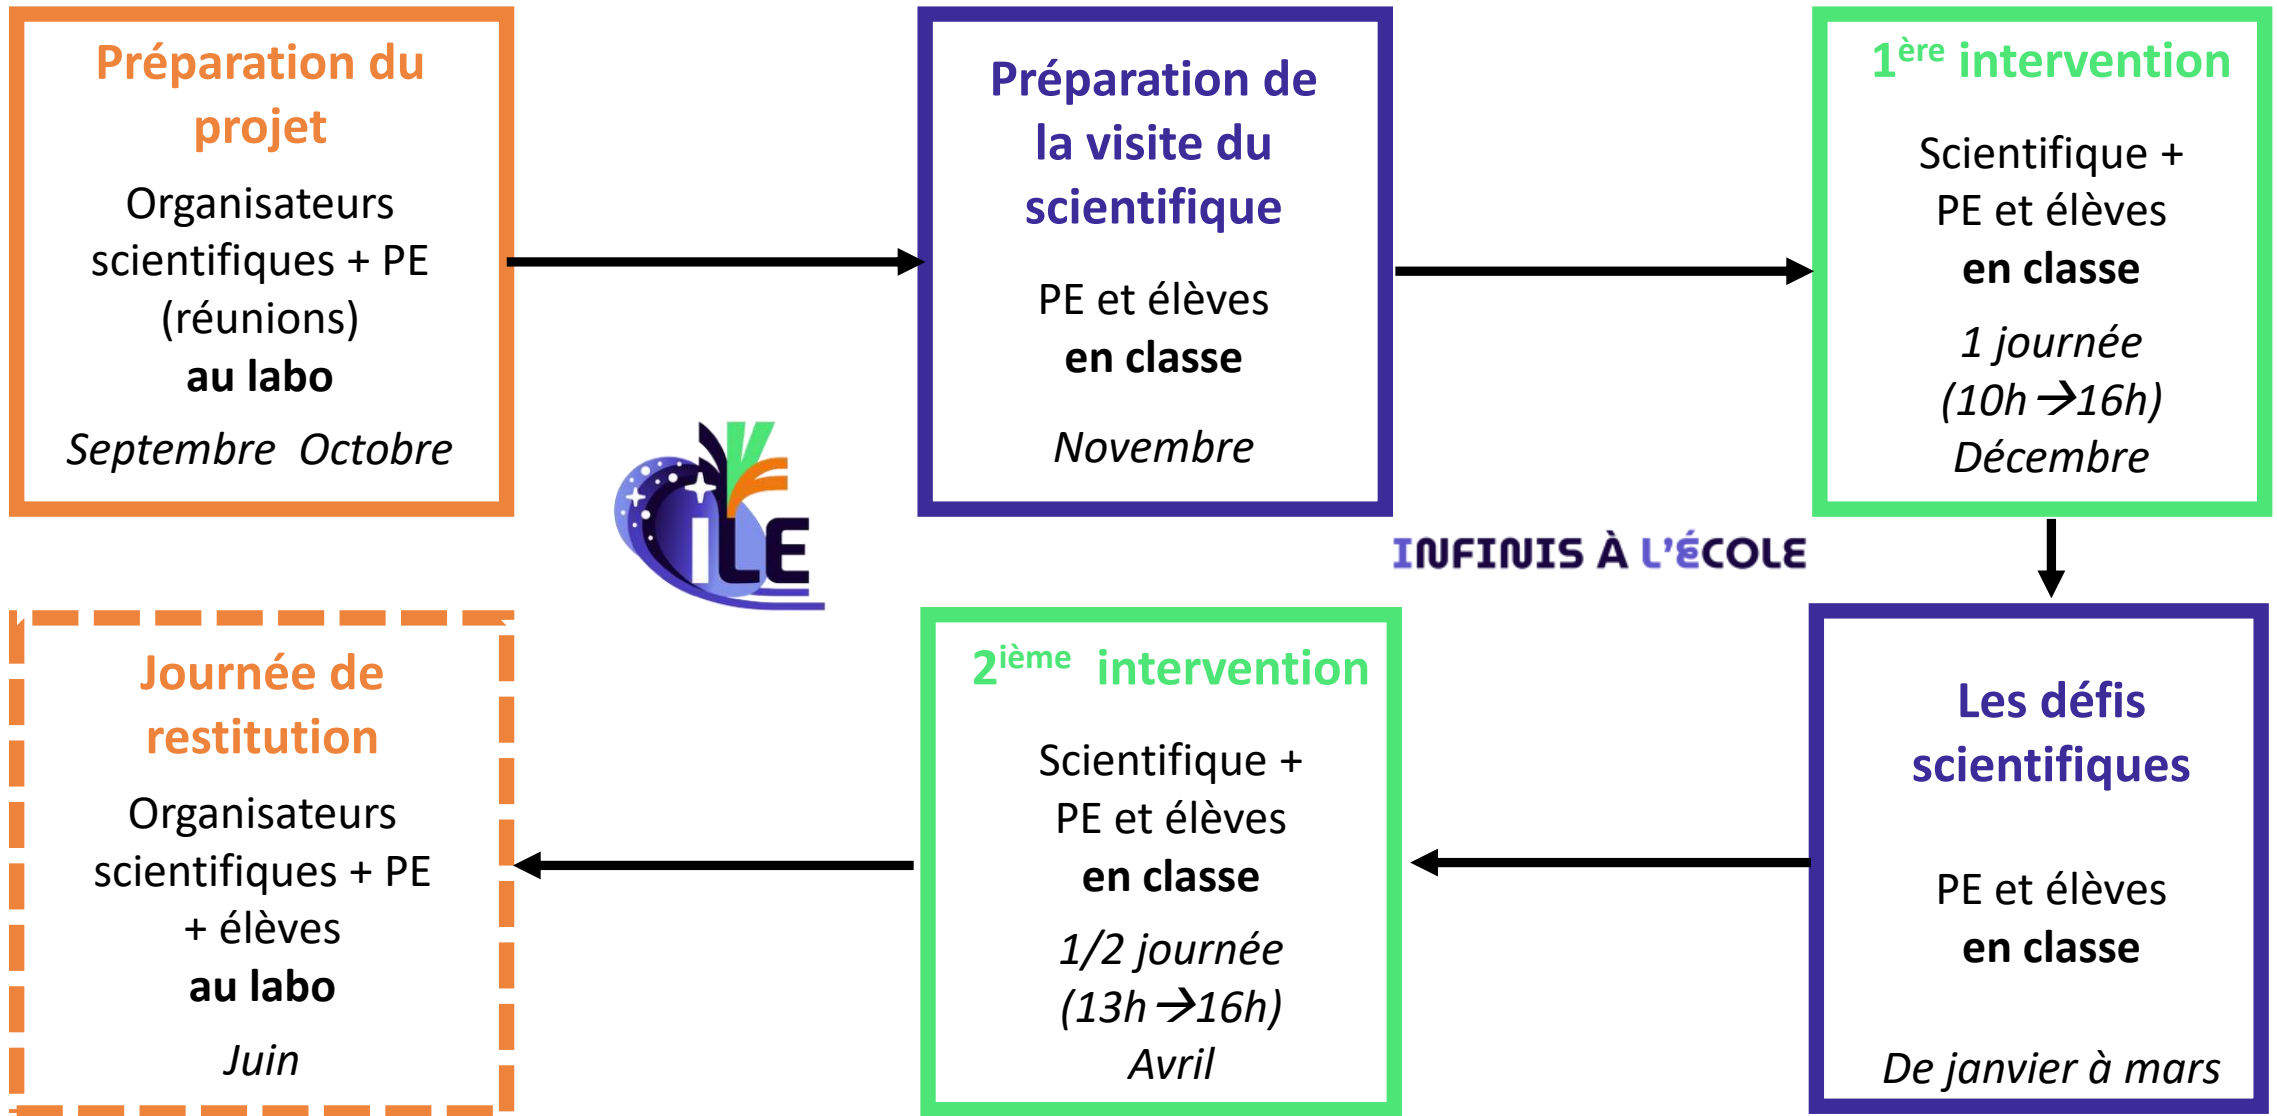 Préparation du
projet
Organisateurs
scientifiques + PE
(réunions)
au labo
Septembre  Octobre
Préparation de
la visite du
scientifique
PE et élèves
en classe
Novembre
1ère intervention
Scientifique +
PE et élèves
en classe
1 journée
(10h→16h)
Décembre
ILE
INFINIS À L'ÉCOLE
Les défis
scientifiques
PE et élèves
en classe
De janvier à mars
2ième  intervention
Scientifique +
PE et élèves
en classe
1/2 journée
(13h→16h)
Avril
Journée de
restitution
Organisateurs
scientifiques + PE
+ élèves
au labo
Juin